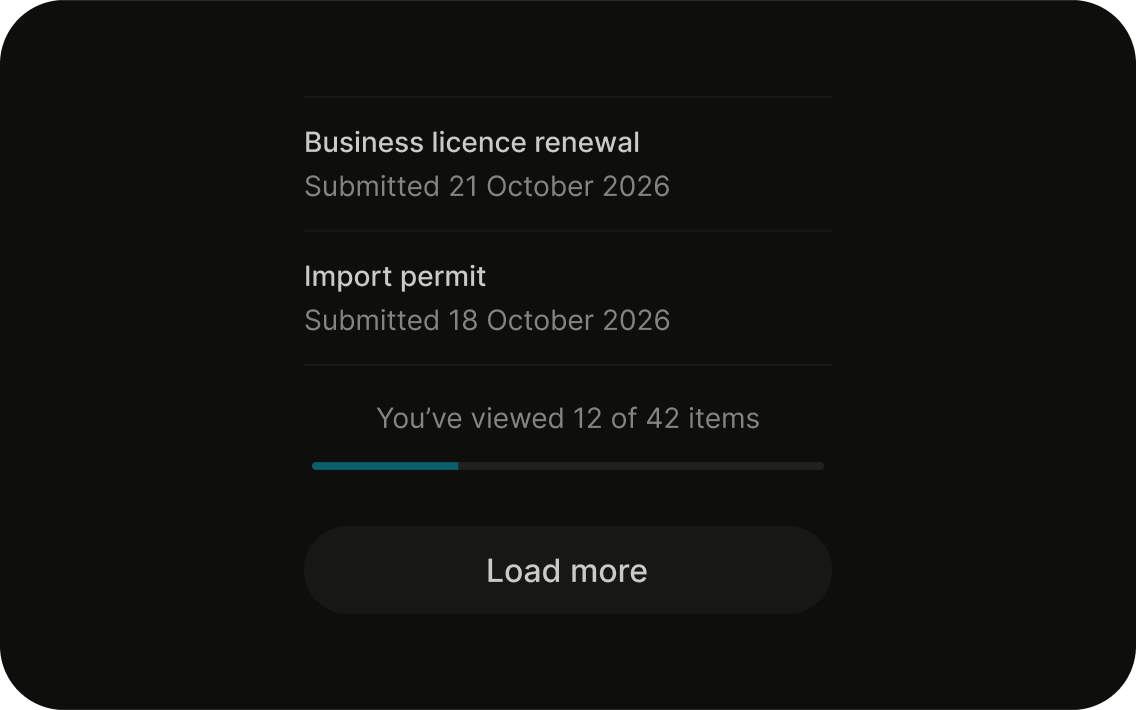 Business licence renewal
Submitted 21 October 2026
Import permit
Submitted 18 October 2026
You’ve viewed 12 of 42 items
Load more